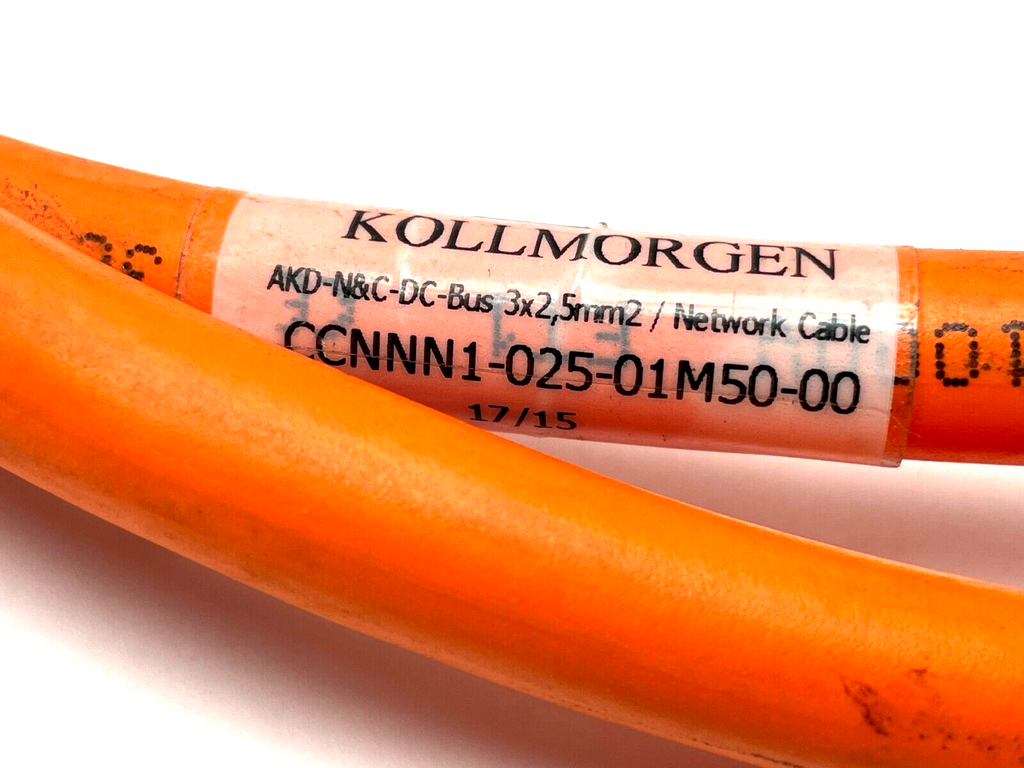 KOLLMORGEN
AKD-N&C-DC-Bus 3x2,5mm2 / Network Cable
CCNNN1-025-01M50-00
17/15